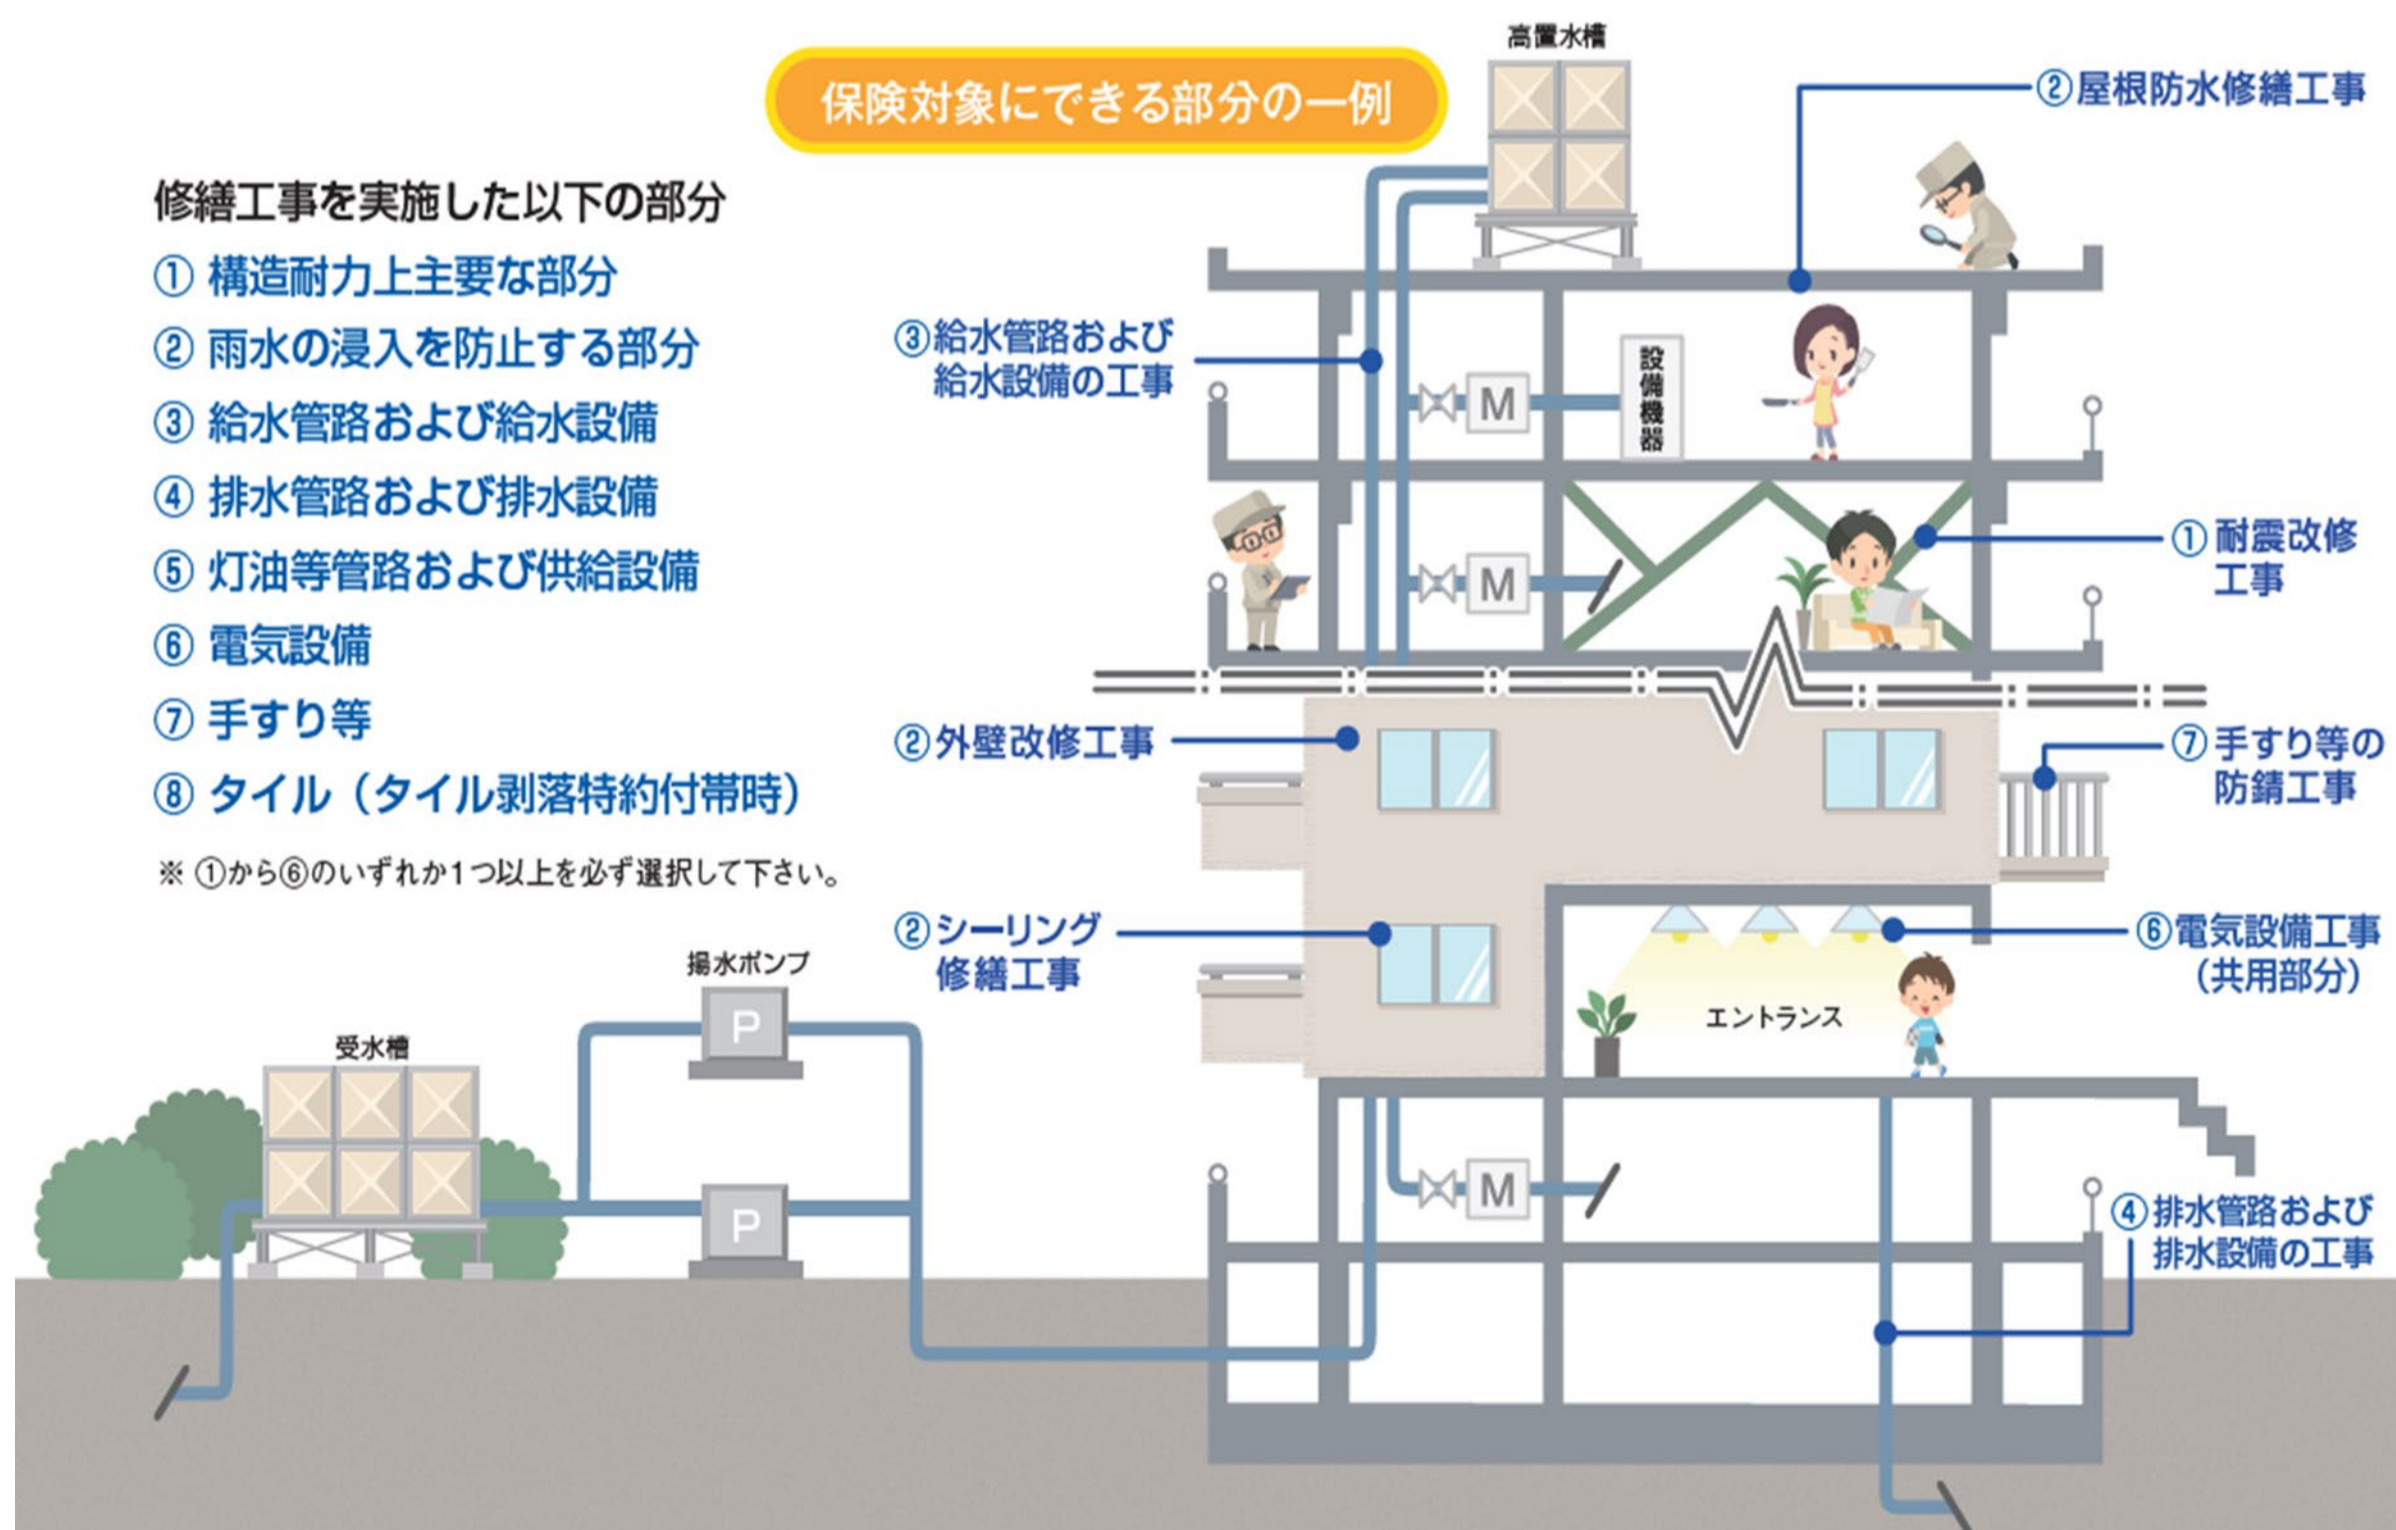 保険対象にできる部分の一例
修繕工事を実施した以下の部分
① 構造耐力上主要な部分
② 雨水の浸入を防止する部分
③ 給水管路および給水設備
④ 排水管路および排水設備
⑤ 灯油等管路および供給設備
⑥ 電気設備
⑦ 手すり等
⑧ タイル（タイル剥落特約付帯時）
※ ①から⑥のいずれか1つ以上を必ず選択して下さい。
高置水槽
②屋根防水修繕工事
③給水管路および
給水設備の工事
M
設備機器
M
①耐震改修
工事
②外壁改修工事
⑦手すり等の
防錆工事
②シーリング
修繕工事
⑥電気設備工事
（共用部分）
エントランス
揚水ポンプ
P
受水槽
P
M
④排水管路および
排水設備の工事